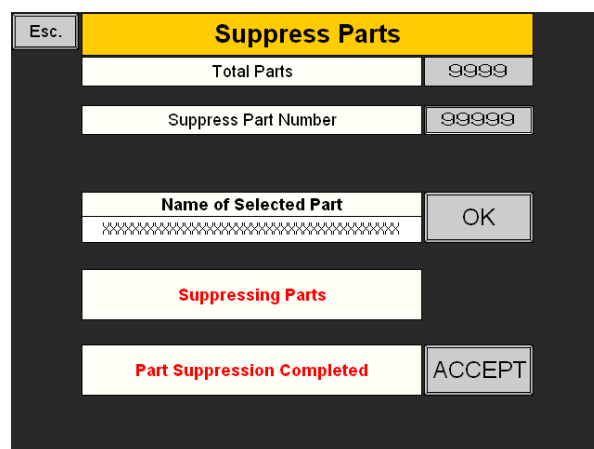 Esc.
Suppress Parts
Total Parts 9999
Suppress Part Number 99999
Name of Selected Part
OK
XXXXXXXXXXXXXXXXXXXXXXXXXXXXXXXXX
Suppressing Parts
Part Suppression Completed ACCEPT